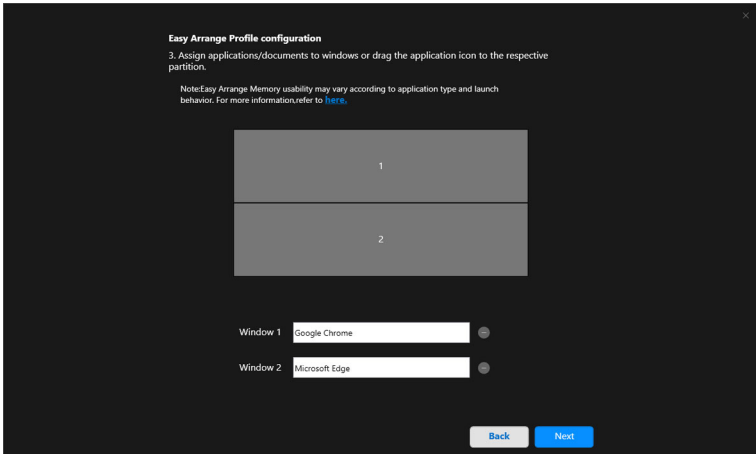 Easy Arrange Profile configuration
3. Assign applications/documents to windows or drag the application icon to the respective
partition.
Note:Easy Arrange Memory usability may vary according to application type and launch
behavior. For more information,refer to here.
1
2
Window 1 Google Chrome
Window 2 Microsoft Edge
Back Next